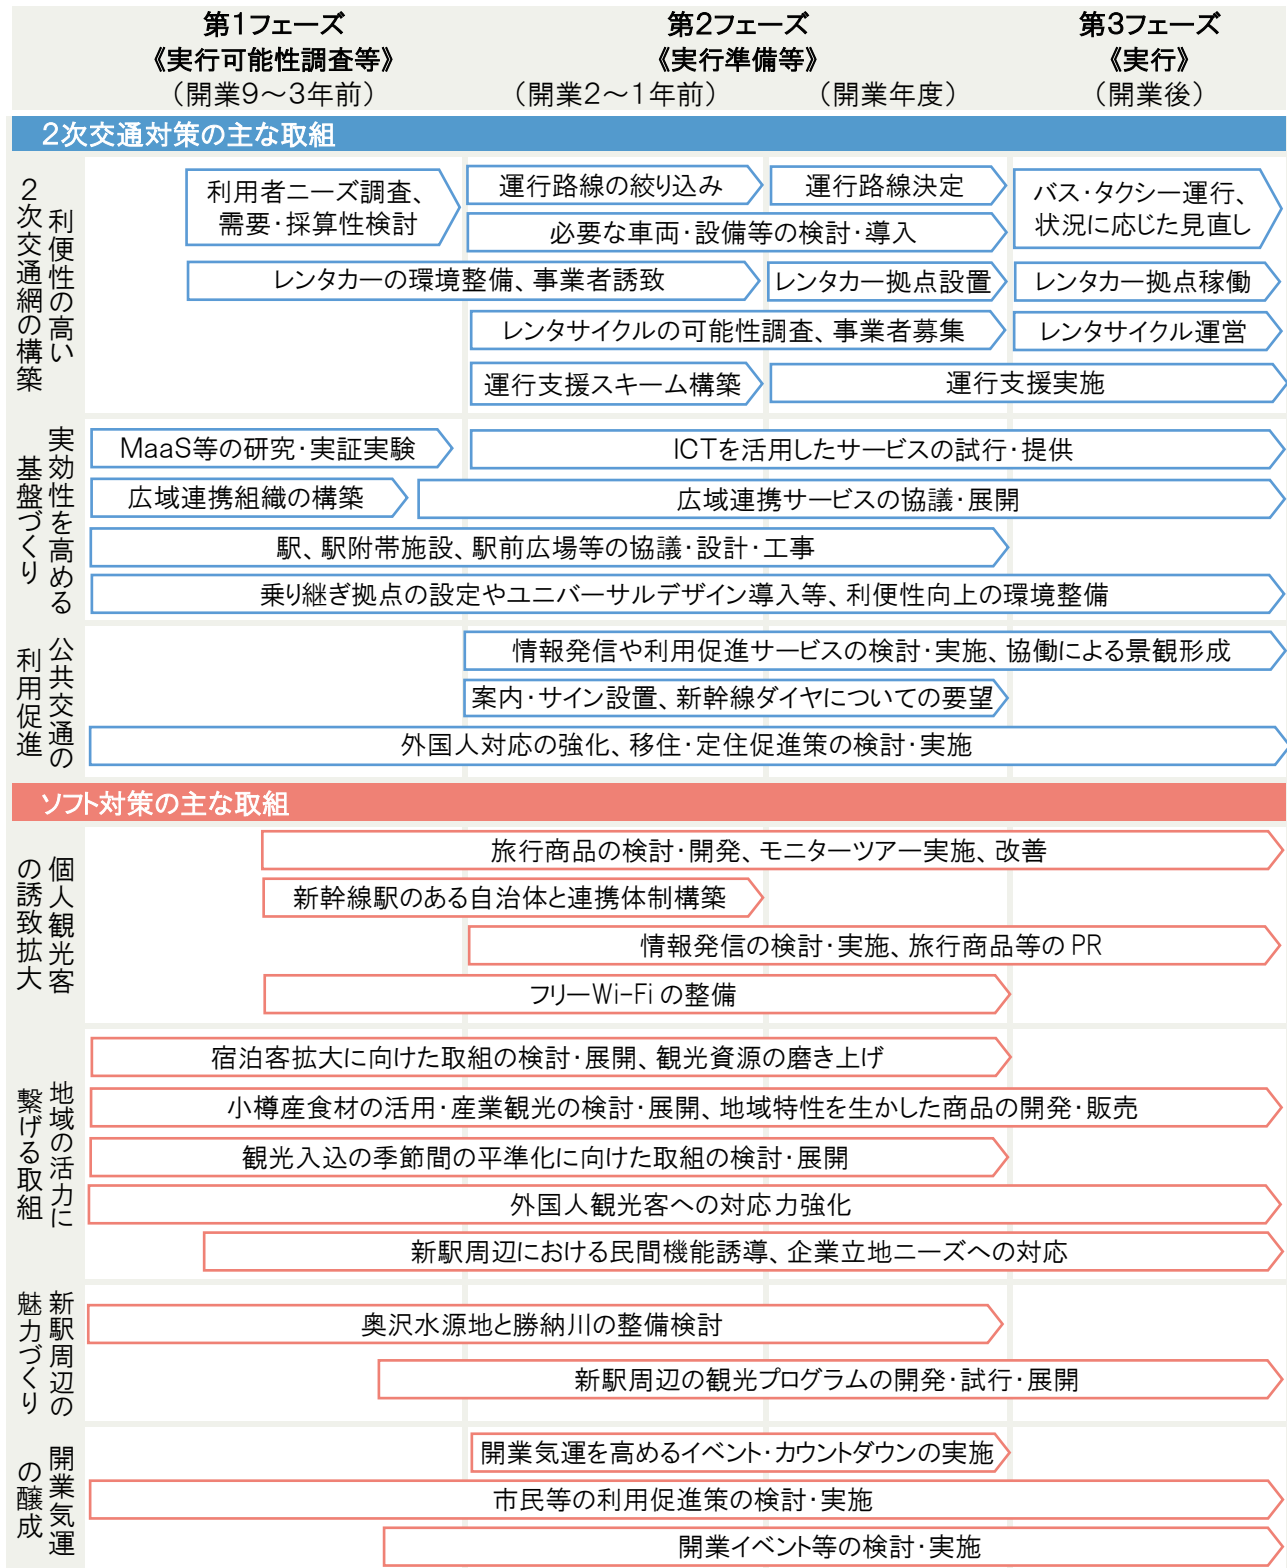 第1フェーズ
《実行可能性調査等》
（開業9～3年前）
第2フェーズ
《実行準備等》
（開業2～1年前）
（開業年度）
第3フェーズ
《実行》
（開業後）
2次交通対策の主な取組
利便性の高い
2次交通網の構築
利用者ニーズ調査、
需要・採算性検討
運行路線の絞り込み
運行路線決定
バス・タクシー運行、
状況に応じた見直し
必要な車両・設備等の検討・導入
レンタカーの環境整備、事業者誘致
レンタカー拠点設置
レンタカー拠点稼働
レンタサイクルの可能性調査、事業者募集
レンタサイクル運営
運行支援スキーム構築
運行支援実施
実効性を高める
基盤づくり
MaaS等の研究・実証実験
ICTを活用したサービスの試行・提供
広域連携組織の構築
広域連携サービスの協議・展開
駅、駅附帯施設、駅前広場等の協議・設計・工事
乗り継ぎ拠点の設定やユニバーサルデザイン導入等、利便性向上の環境整備
公共交通の
利用促進
情報発信や利用促進サービスの検討・実施、協働による景観形成
案内・サイン設置、新幹線ダイヤについての要望
外国人対応の強化、移住・定住促進策の検討・実施
ソフト対策の主な取組
個人観光客
の誘致拡大
旅行商品の検討・開発、モニターツアー実施、改善
新幹線駅のある自治体と連携体制構築
情報発信の検討・実施、旅行商品等のPR
フリーWi-Fiの整備
地域の活力に
繋げる取組
宿泊客拡大に向けた取組の検討・展開、観光資源の磨き上げ
小樽産食材の活用・産業観光の検討・展開、地域特性を生かした商品の開発・販売
観光入込の季節間の平準化に向けた取組の検討・展開
外国人観光客への対応力強化
新駅周辺における民間機能誘導、企業立地ニーズへの対応
新駅周辺の
魅力づくり
奥沢水源地と勝納川の整備検討
新駅周辺の観光プログラムの開発・試行・展開
開業気運
の醸成
開業気運を高めるイベント・カウントダウンの実施
市民等の利用促進策の検討・実施
開業イベント等の検討・実施